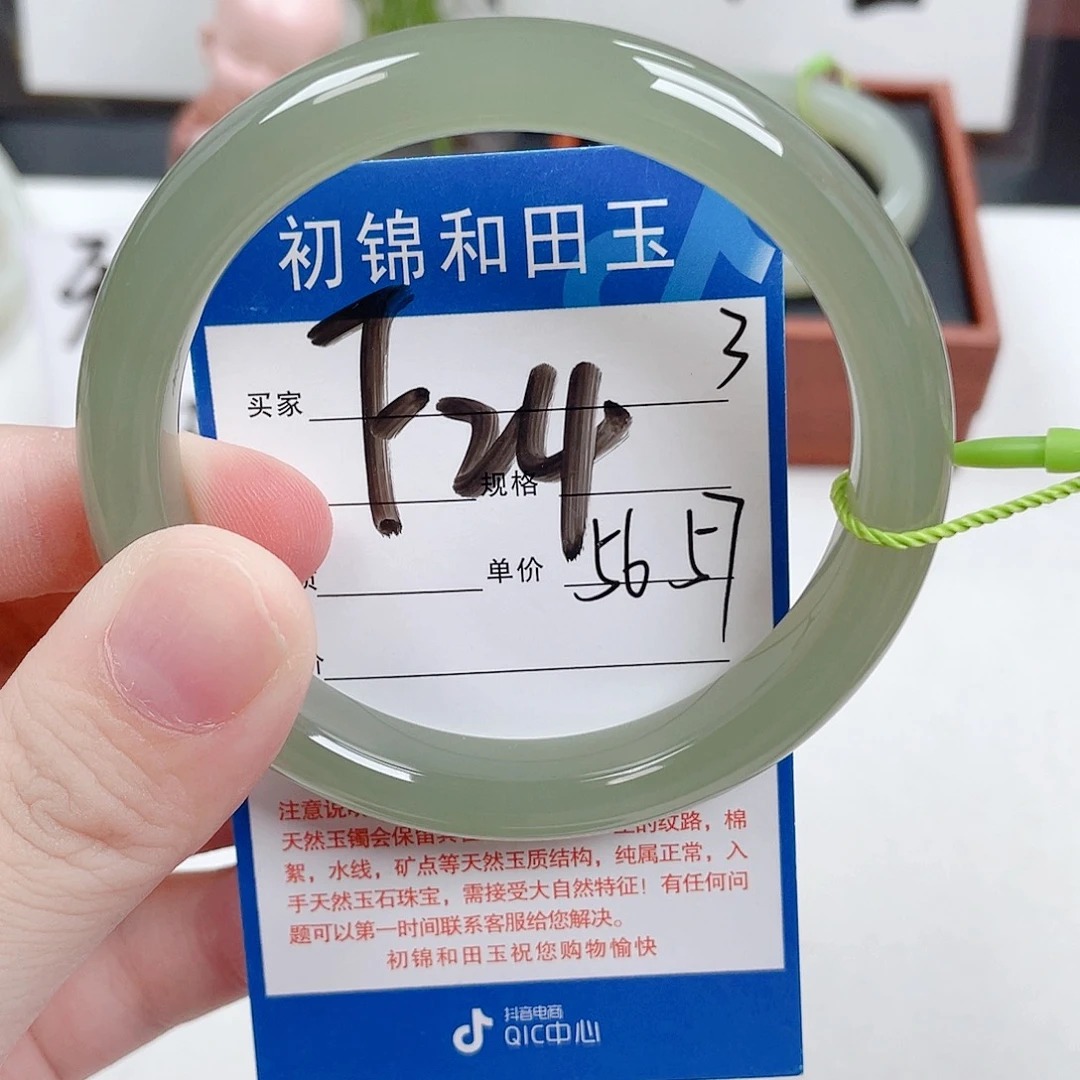 初锦和田玉
3
买家
F24
规格
单价 56 57
注意说
天然玉镯会保留 的纹路，棉
絮，水线，矿点等天然玉质结构，纯属正常，入
手天然玉石珠宝，需接受大自然特征！有任何问
题可以第一时间联系客服给您解决。
初锦和田玉祝您购物愉快
抖音电商
QIC中心